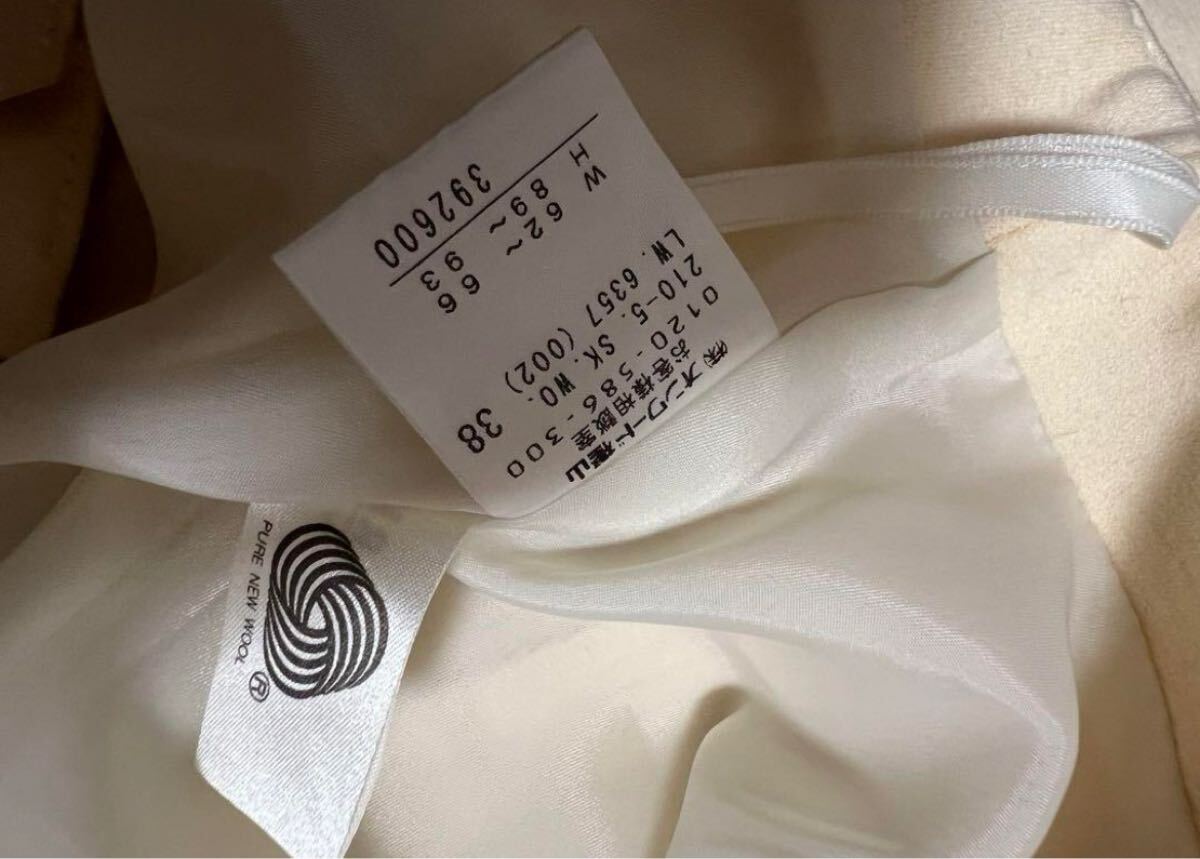 ㈱オンワード樫山
お客様相談室
0120-586-300
210-5. SK. WO. 38
LW. 6357 (002)
W 62~66
H 89~93
392600
PURE NEW WOOL ®